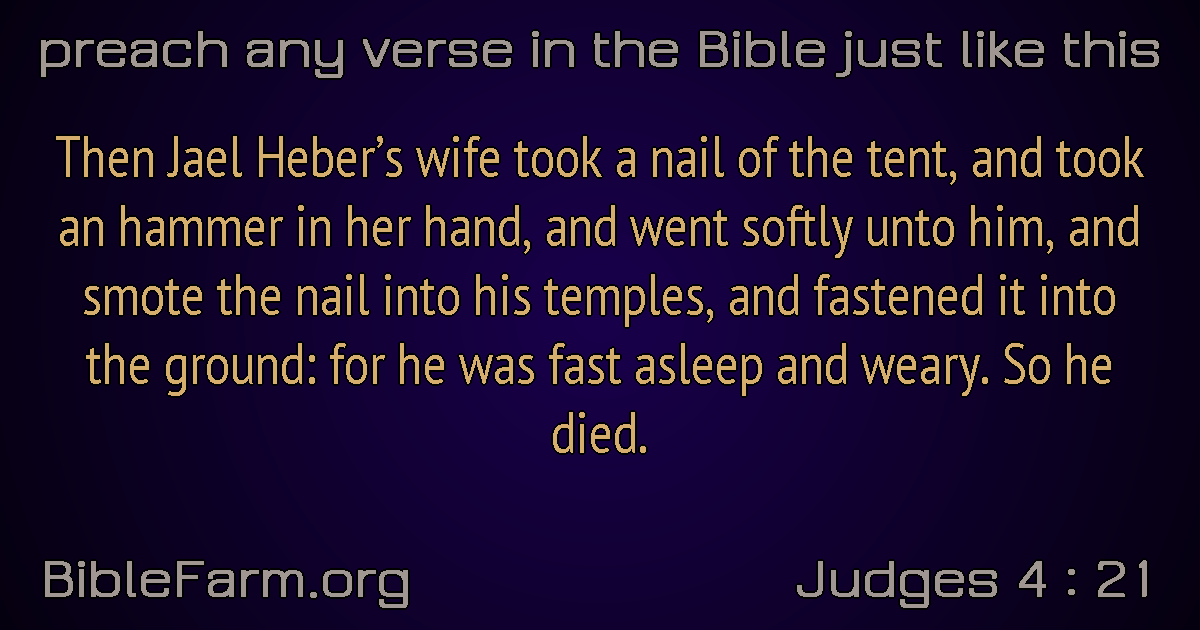 preach any verse in the Bible just like this
Then Jael Heber’s wife took a nail of the tent, and took
an hammer in her hand, and went softly unto him, and
smote the nail into his temples, and fastened it into
the ground: for he was fast asleep and weary. So he
died.
BibleFarm.org
Judges 4 : 21